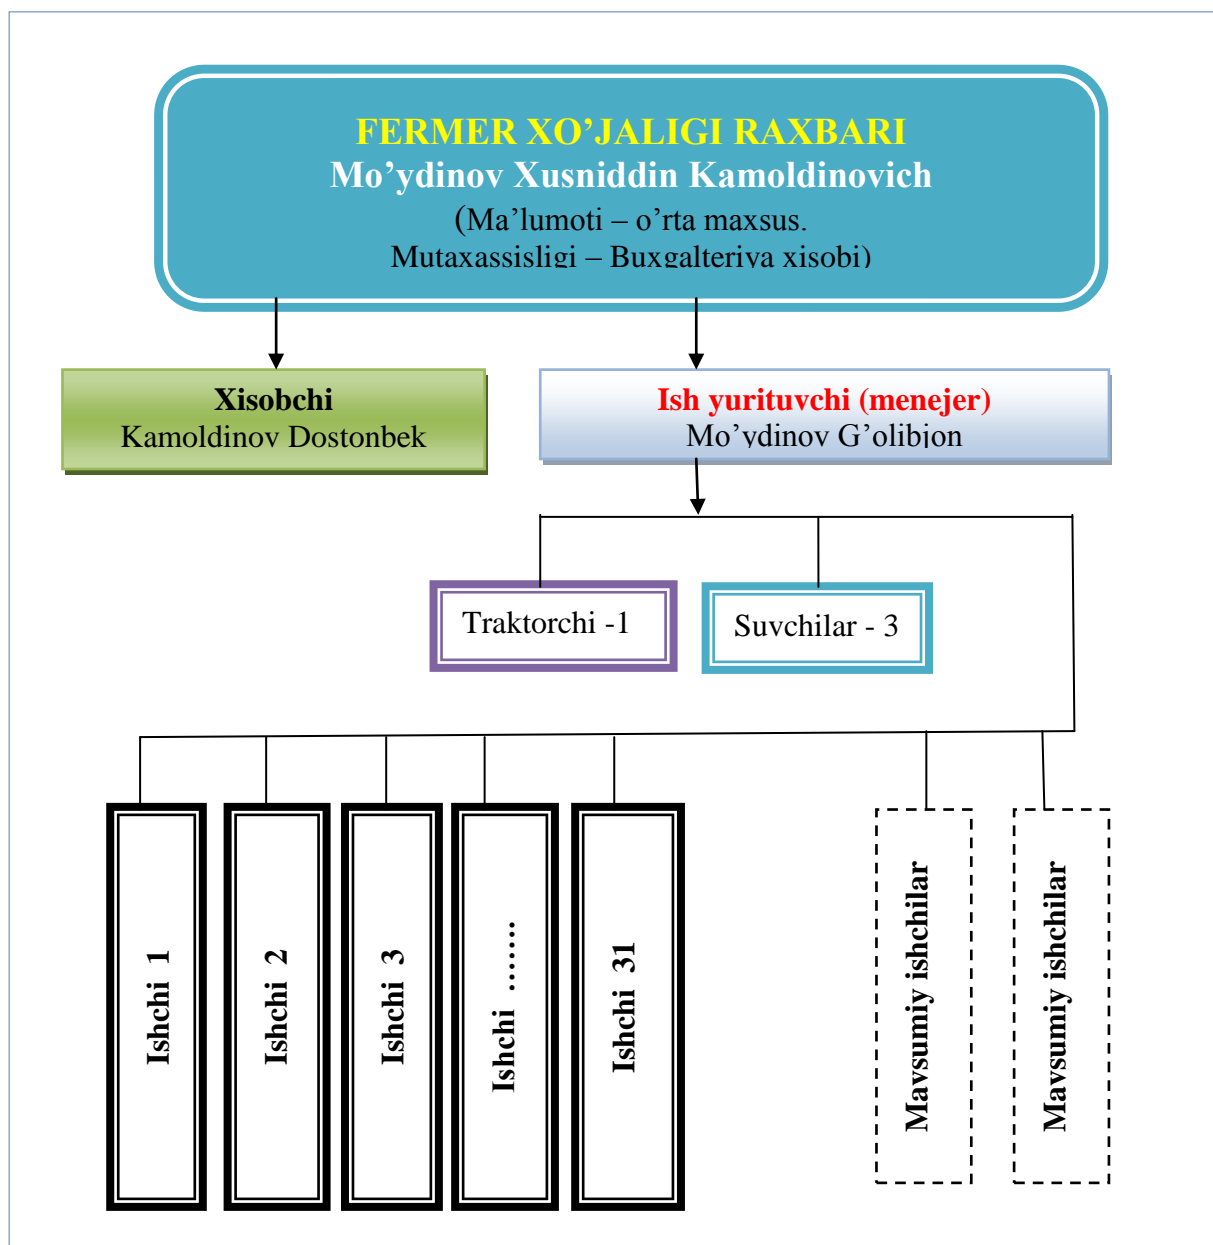 FERMER XO’JALIGI RAXBARI
Mo’ydinov Xusniddin Kamoldinovich
(Ma’lumoti – o’rta maxsus.
Mutaxassisligi – Buxgalteriya xisobi)
Xisobchi
Kamoldinov Dostonbek
Ish yurituvchi (menejer)
Mo’ydinov G’olibjon
Traktorchi -1
Suvchilar - 3
Ishchi 1
Ishchi 2
Ishchi 3
Ishchi .......
Ishchi 31
Mavsumiy ishchilar
Mavsumiy ishchilar